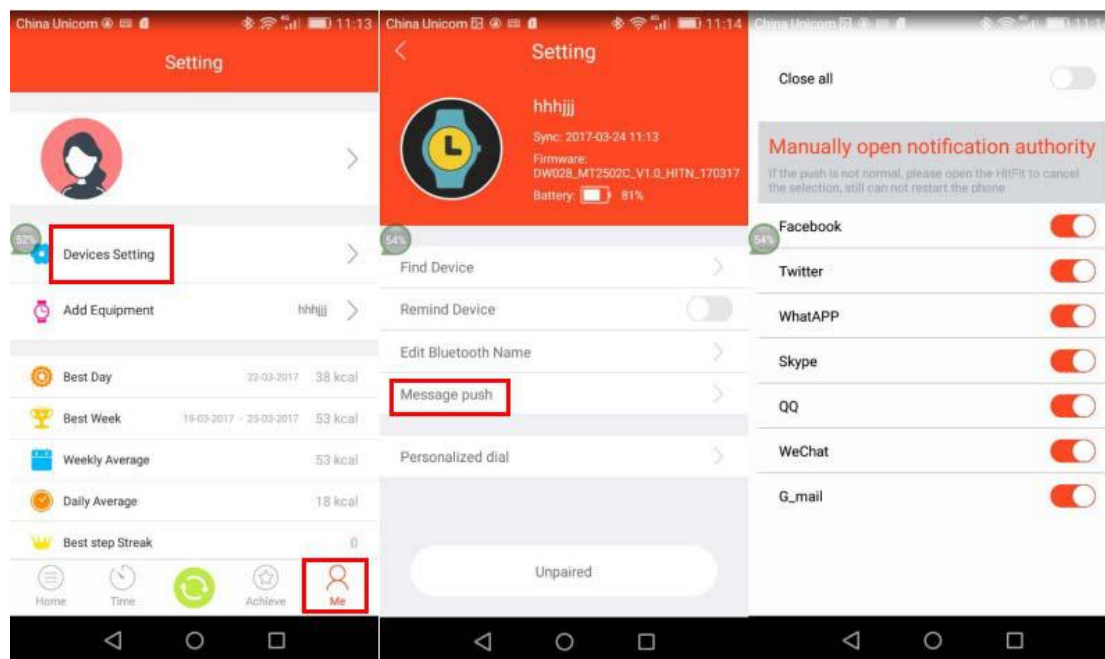 China Unicom 11:13
Setting
52%
Devices Setting
Add Equipment hhhjjj
Best Day 22-03-2017 38 kcal
Best Week 19-03-2017 - 25-03-2017 53 kcal
Weekly Average 53 kcal
Daily Average 18 kcal
Best step Streak 0
Home Time Achieve Me
China Unicom 11:14
Setting
hhhjjj
Sync: 2017-03-24 11:13
Firmware:
DW028_MT2502C_V1.0_HITN_170317
Battery: 81%
54%
Find Device
Remind Device
Edit Bluetooth Name
Message push
Personalized dial
Unpaired
China Unicom
Close all
Manually open notification authority
If the push is not normal, please open the HitFit to cancel
the selection, still can not restart the phone
54%
Facebook
Twitter
WhatAPP
Skype
QQ
WeChat
G_mail